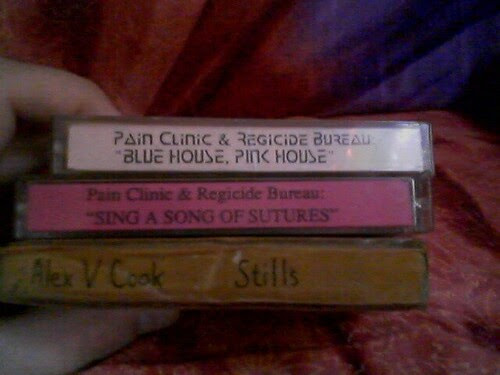 Pain Clinic & Regicide Bureau:
"BLUE HOUSE, PINK HOUSE"
Pain Clinic & Regicide Bureau:
"SING A SONG OF SUTURES"
Alex V Cook Stills